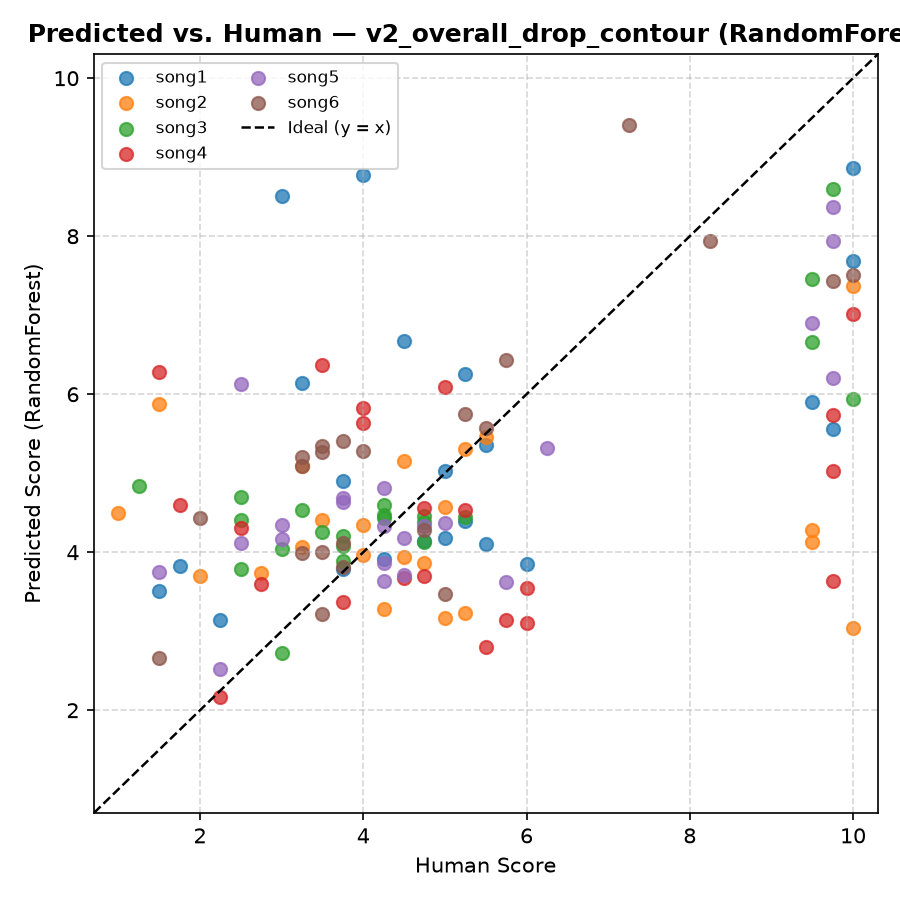 Predicted vs. Human — v2_overall_drop_contour (RandomFore
song1
song2
song3
song4
song5
song6
Ideal (y = x)
Predicted Score (RandomForest)
10
8
6
4
2
2 4 6 8 10
Human Score